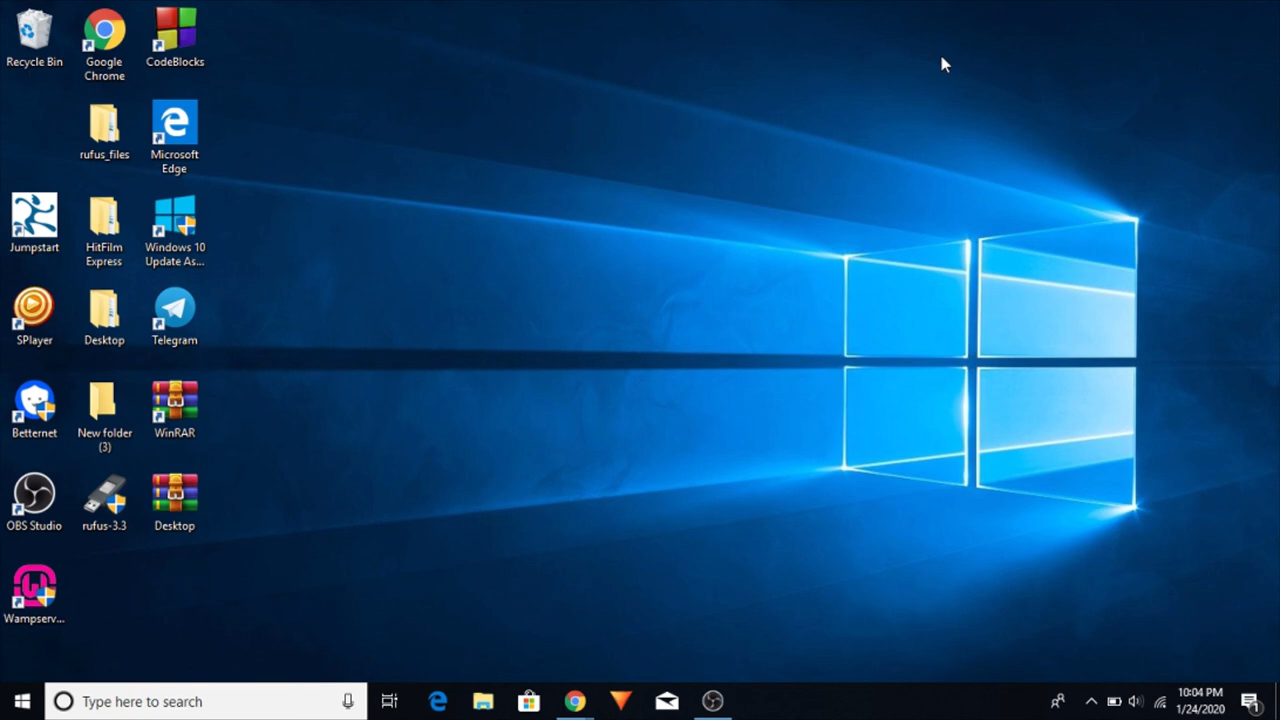 Recycle Bin
Google
Chrome
CodeBlocks
rufus_files
Microsoft
Edge
Jumpstart
HitFilm
Express
Windows 10
Update As...
SPlayer
Desktop
Telegram
Betternet
New folder
(3)
WinRAR
OBS Studio
rufus-3.3
Desktop
Wampserv...
Type here to search
10:04 PM
1/24/2020
1